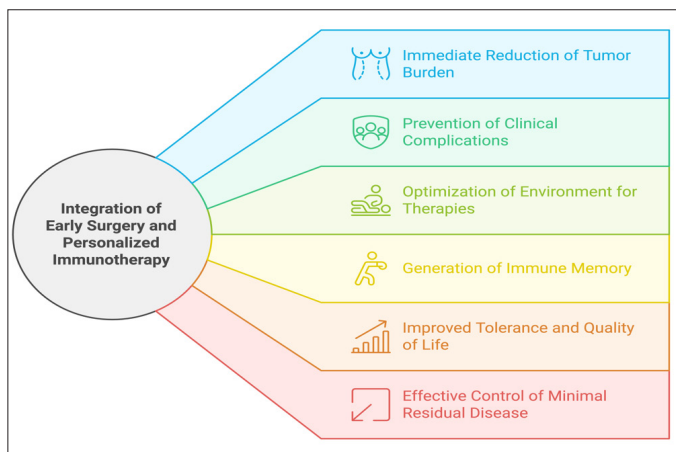 Integration of
Early Surgery and
Personalized
Immunotherapy
Immediate Reduction of Tumor
Burden
Prevention of Clinical
Complications
Optimization of Environment for
Therapies
Generation of Immune Memory
Improved Tolerance and Quality
of Life
Effective Control of Minimal
Residual Disease